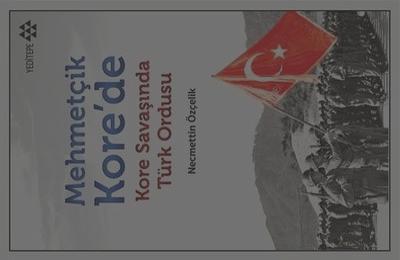 YEDİTEPE
Mehmetçik
Kore'de
Kore Savaşında
Türk Ordusu
Necmettin Özçelik